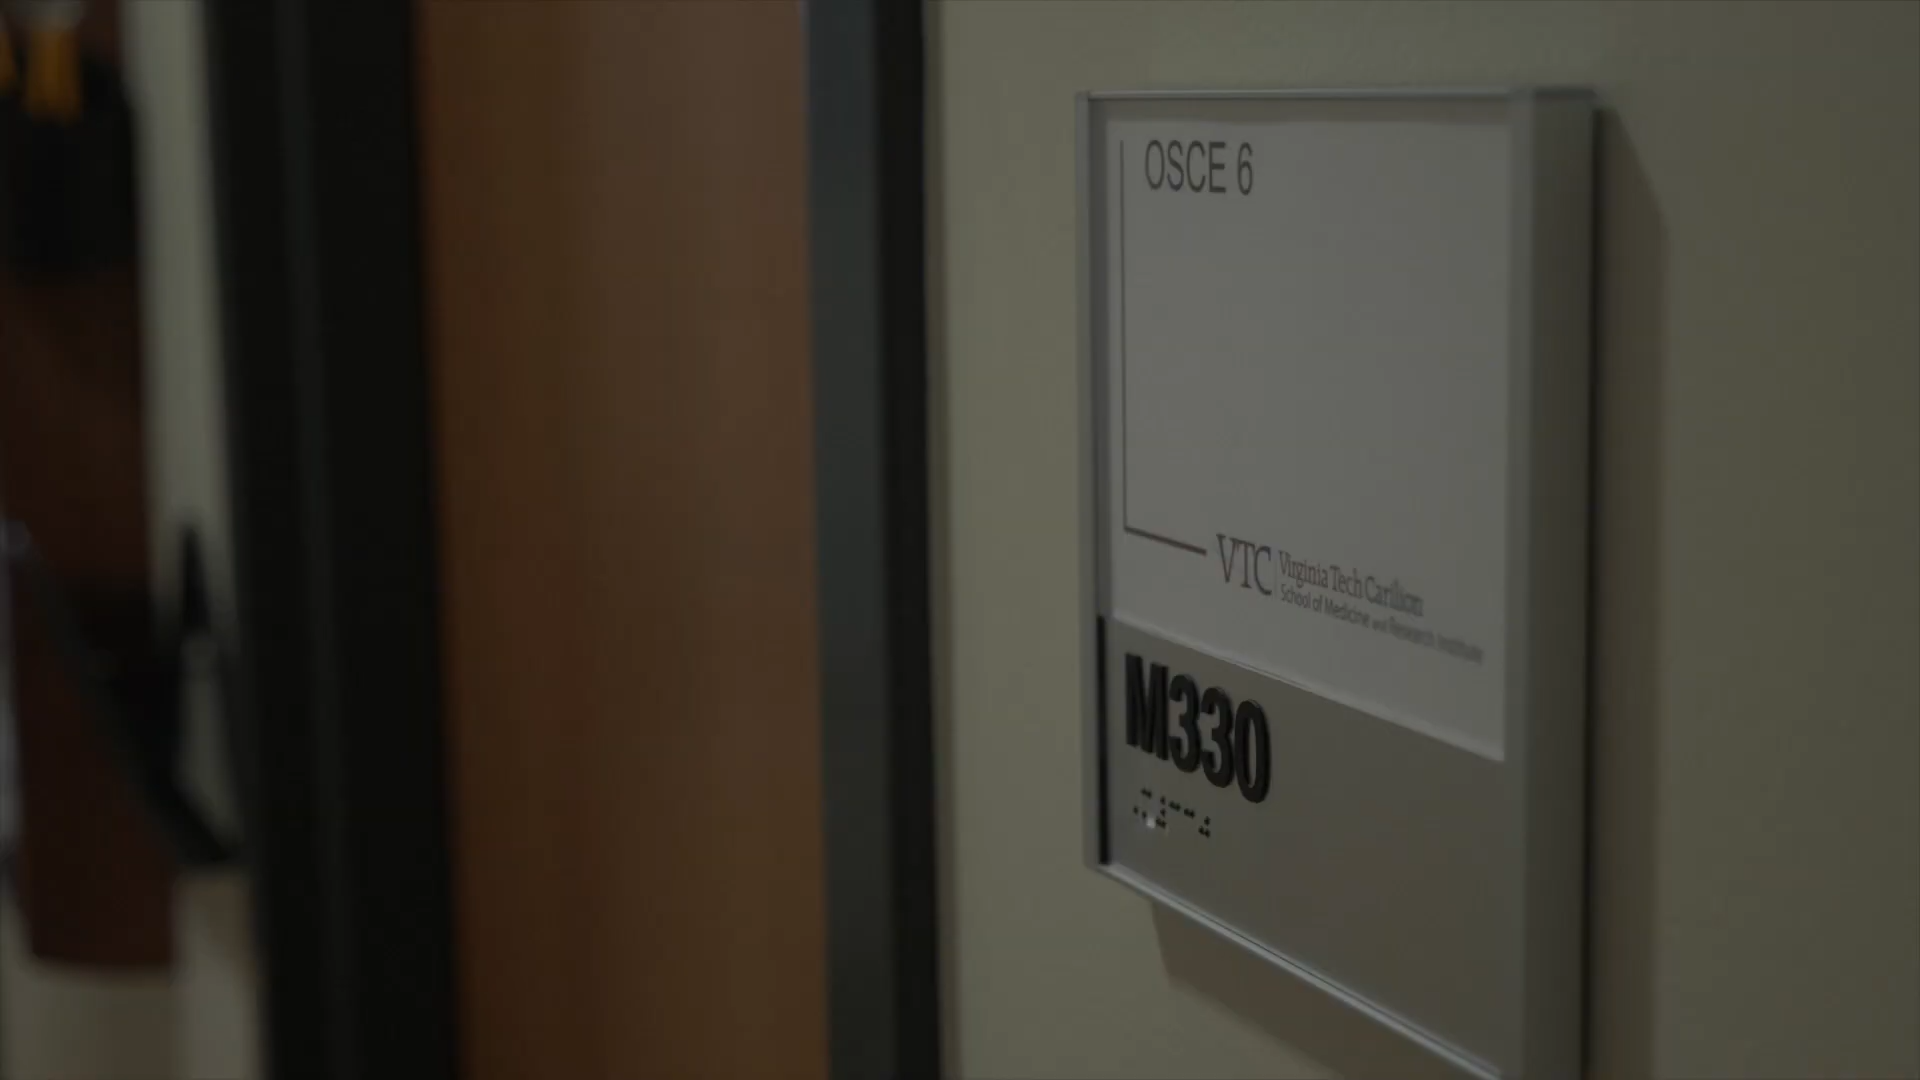 OSCE 6
VTC Virginia Tech Carilion
School of Medicine and Research Institute
M330